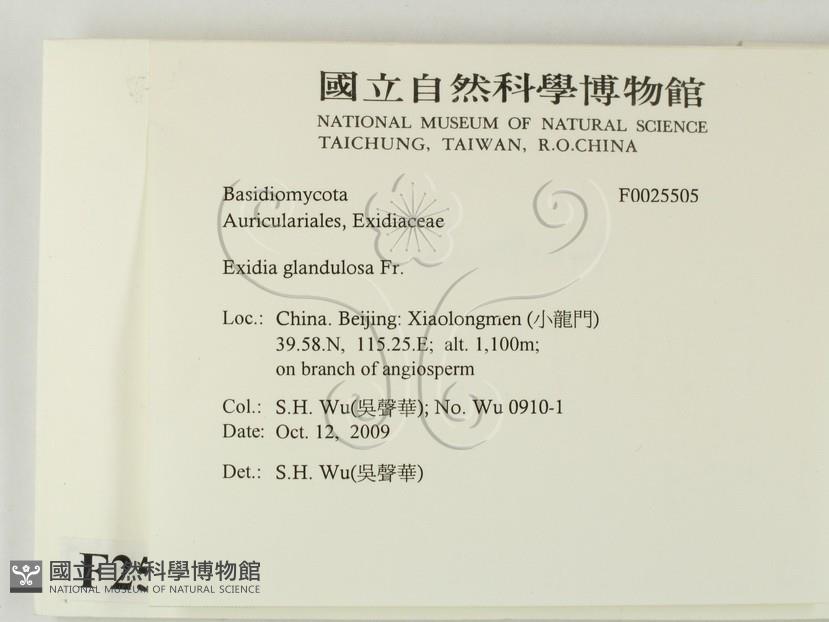 國立自然科學博物館
NATIONAL MUSEUM OF NATURAL SCIENCE
TAICHUNG, TAIWAN, R.O.CHINA
Basidiomycota F0025505
Auriculariales, Exidiaceae
Exidia glandulosa Fr.
Loc.: China. Beijing: Xiaolongmen (小龍門)
39.58.N, 115.25.E; alt. 1,100m;
on branch of angiosperm
Col.: S.H. Wu(吳聲華); No. Wu 0910-1
Date: Oct. 12, 2009
Det.: S.H. Wu(吳聲華)
F2
國立自然科學博物館
NATIONAL MUSEUM OF NATURAL SCIENCE